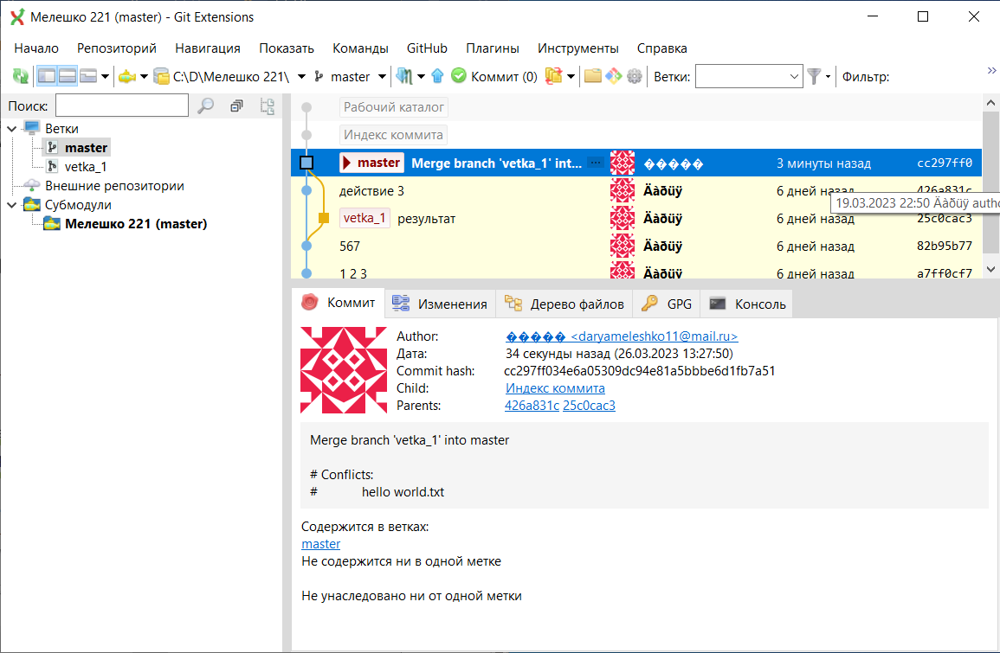 Мелешко 221 (master) - Git Extensions
Начало Репозиторий Навигация Показать Команды GitHub Плагины Инструменты Справка
C:\D\Мелешко 221\ master Коммит (0) Ветки: Фильтр: »
Поиск:
Ветки
master
vetka_1
Внешние репозитории
Субмодули
Мелешко 221 (master)
Рабочий каталог
Индекс коммита
master Merge branch 'vetka_1' int... ... ����� 3 минуты назад cc297ff0
действие 3 Äàðüÿ 6 дней назад 426a831c
19.03.2023 22:50 Äàðüÿ autho
vetka_1 результат Äàðüÿ 6 дней назад 25c0cac3
567 Äàðüÿ 6 дней назад 82b95b77
1 2 3 Äàðüÿ 6 дней назад a7ff0cf7
Коммит Изменения Дерево файлов GPG Консоль
Author: ����� <daryameleshko11@mail.ru>
Дата: 34 секунды назад (26.03.2023 13:27:50)
Commit hash: cc297ff034e6a05309dc94e81a5bbbe6d1fb7a51
Child: Индекс коммита
Parents: 426a831c 25c0cac3
Merge branch 'vetka_1' into master
# Conflicts:
# hello world.txt
Содержится в ветках:
master
Не содержится ни в одной метке
Не унаследовано ни от одной метки